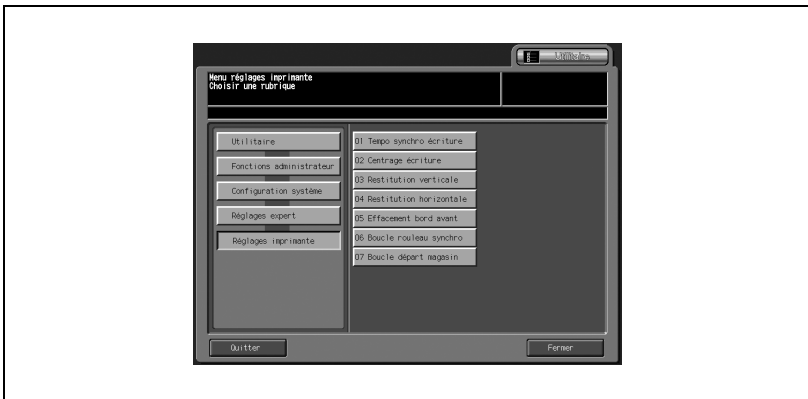 Utilitaire
Menu réglages imprimante
Choisir une rubrique
Utilitaire
Fonctions administrateur
Configuration système
Réglages expert
Réglages imprimante
01 Tempo synchro écriture
02 Centrage écriture
03 Restitution verticale
04 Restitution horizontale
05 Effacement bord avant
06 Boucle rouleau synchro
07 Boucle départ magasin
Quitter
Fermer